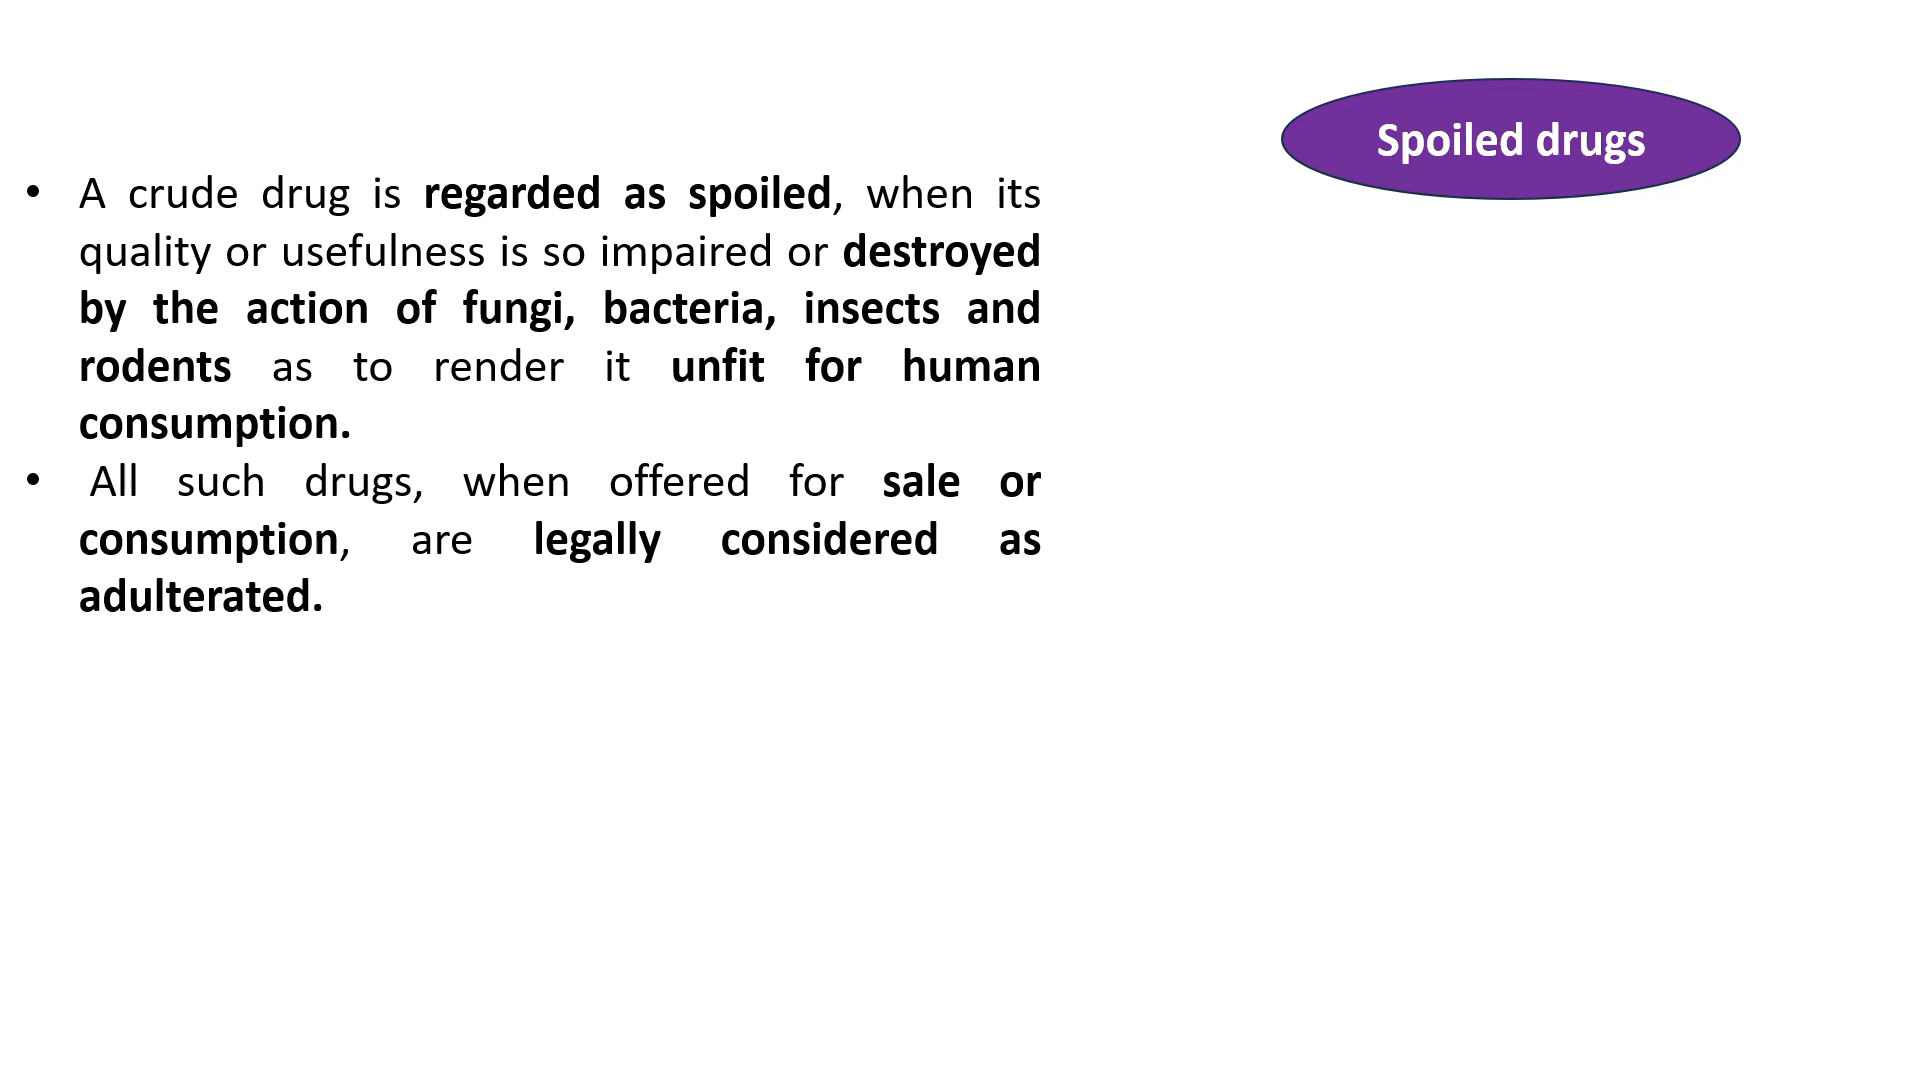 Spoiled drugs
• A crude drug is regarded as spoiled, when its
quality or usefulness is so impaired or destroyed
by the action of fungi, bacteria, insects and
rodents as to render it unfit for human
consumption.
• All such drugs, when offered for sale or
consumption, are legally considered as
adulterated.